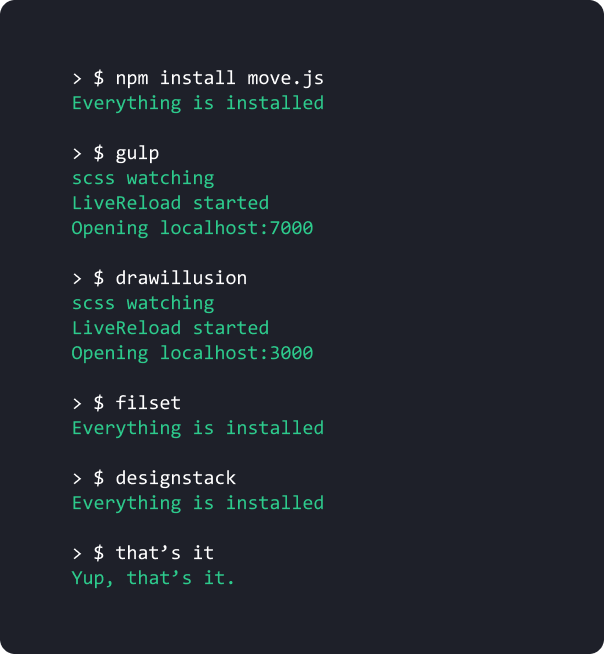 > $ npm install move.js
Everything is installed
> $ gulp
scss watching
LiveReload started
Opening localhost:7000
> $ drawillusion
scss watching
LiveReload started
Opening localhost:3000
> $ filset
Everything is installed
> $ designstack
Everything is installed
> $ that’s it
Yup, that’s it.